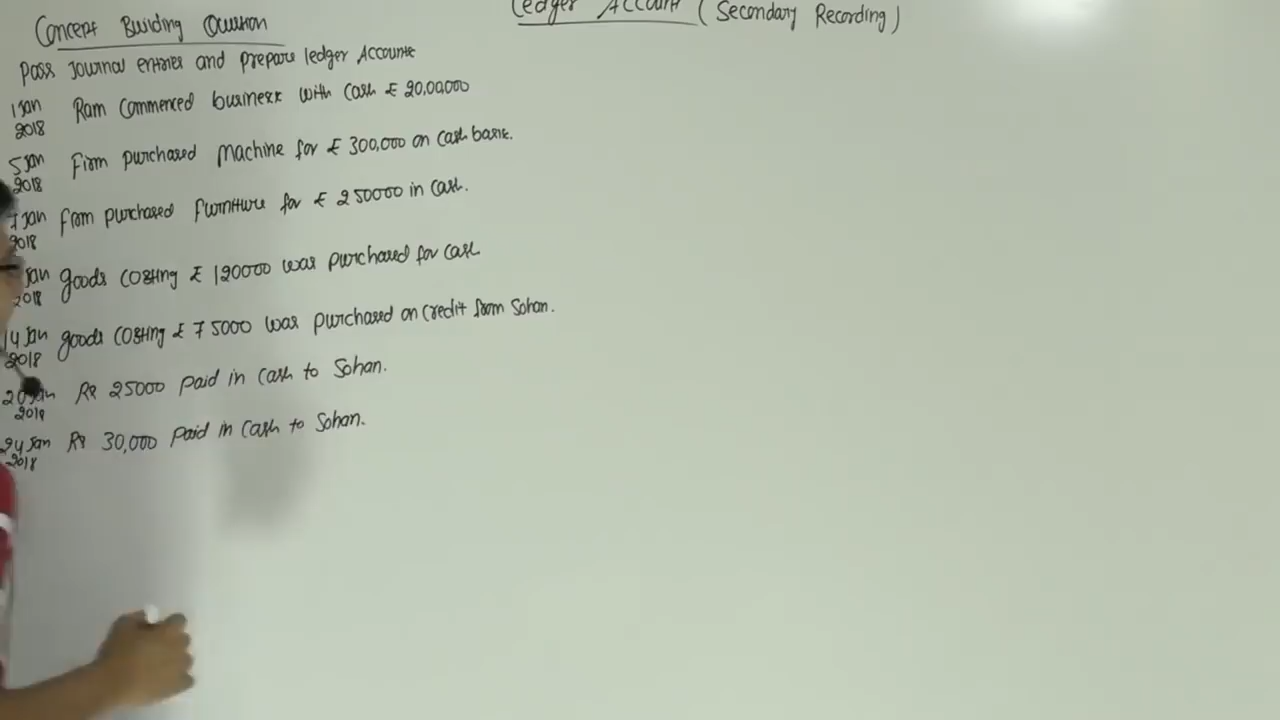 Ledger Account (Secondary Recording)
Concept Building Question
Pass Journal entries and prepare ledger Accounts
1 Jan 2018 Ram Commenced business with Cash ₹ 20,00,000
5 Jan 2018 Firm purchased Machine for ₹ 300,000 on Cash basis.
7 Jan 2018 firm purchased furniture for ₹ 250000 in Cash.
Jan 2018 goods costing ₹ 120000 was purchased for Cash
14 Jan 2018 goods costing ₹ 75000 was purchased on Credit from Sohan.
20 Jan 2018 Rs 25000 paid in Cash to Sohan.
24 Jan 2018 Rs 30,000 Paid in Cash to Sohan.